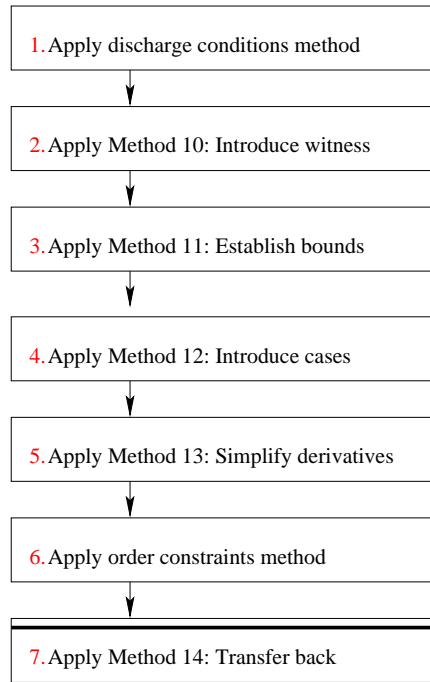 1. Apply discharge conditions method
2. Apply Method 10: Introduce witness
3. Apply Method 11: Establish bounds
4. Apply Method 12: Introduce cases
5. Apply Method 13: Simplify derivatives
6. Apply order constraints method
7. Apply Method 14: Transfer back